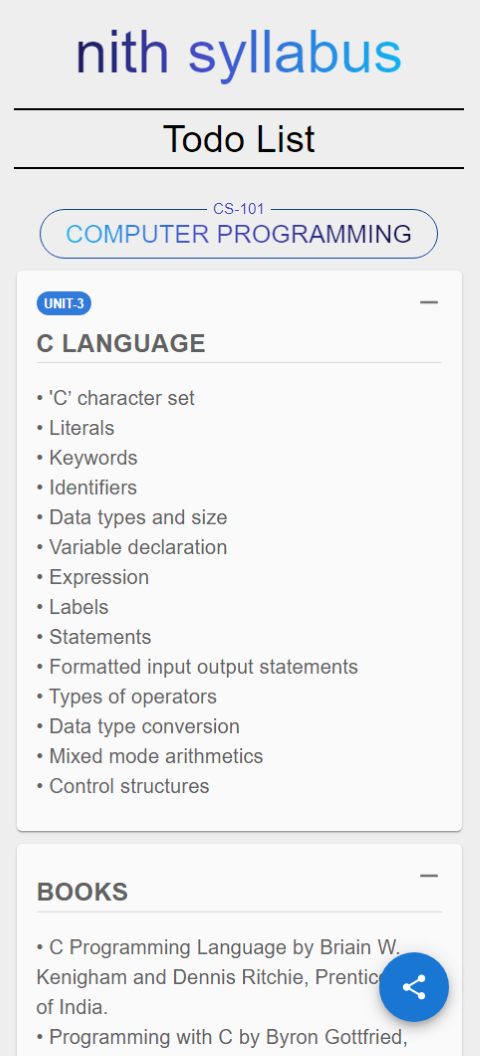 nith syllabus
Todo List
CS-101
COMPUTER PROGRAMMING
UNIT-3
C LANGUAGE
• 'C' character set
• Literals
• Keywords
• Identifiers
• Data types and size
• Variable declaration
• Expression
• Labels
• Statements
• Formatted input output statements
• Types of operators
• Data type conversion
• Mixed mode arithmetics
• Control structures
BOOKS
• C Programming Language by Briain W.
Kenigham and Dennis Ritchie,
of India.
• Programming with C by Byron Gottfried,